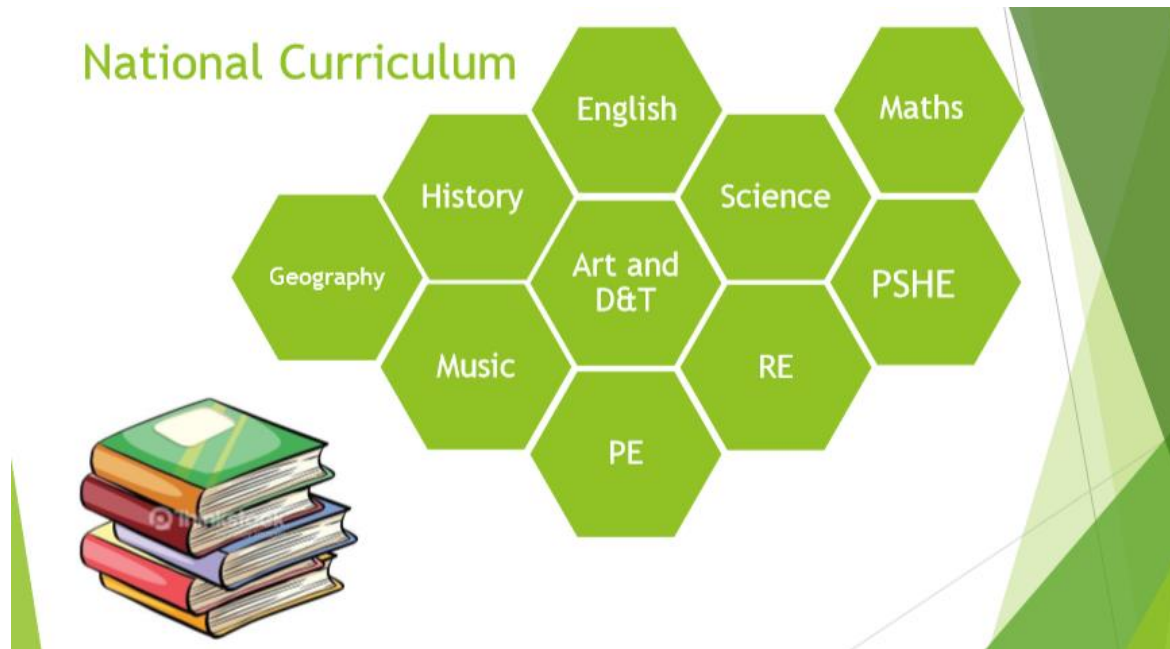 National Curriculum
English
Maths
History
Science
Geography
Art and
D&T
PSHE
Music
RE
PE